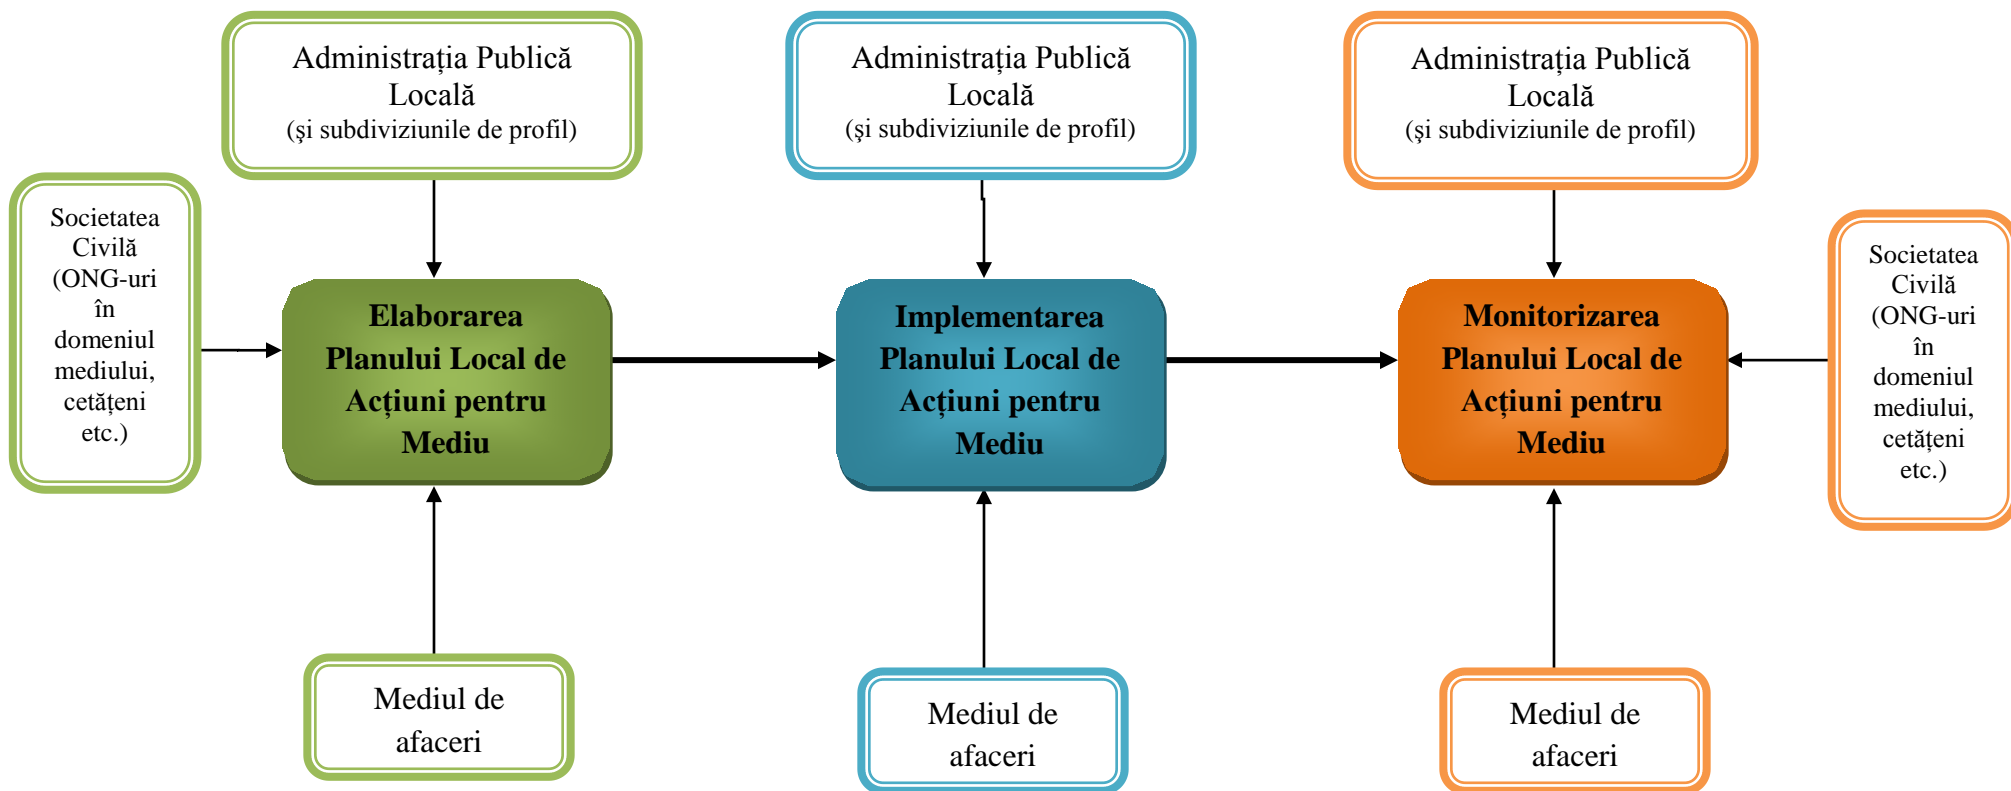 Administrația Publică
Locală
(și subdiviziunile de profil)
Administrația Publică
Locală
(și subdiviziunile de profil)
Administrația Publică
Locală
(și subdiviziunile de profil)
Societatea
Civilă
(ONG-uri
în
domeniul
mediului,
cetățeni
etc.)
Elaborarea
Planului Local de
Acțiuni pentru
Mediu
Implementarea
Planului Local de
Acțiuni pentru
Mediu
Monitorizarea
Planului Local de
Acțiuni pentru
Mediu
Societatea
Civilă
(ONG-uri
în
domeniul
mediului,
cetățeni
etc.)
Mediul de
afaceri
Mediul de
afaceri
Mediul de
afaceri